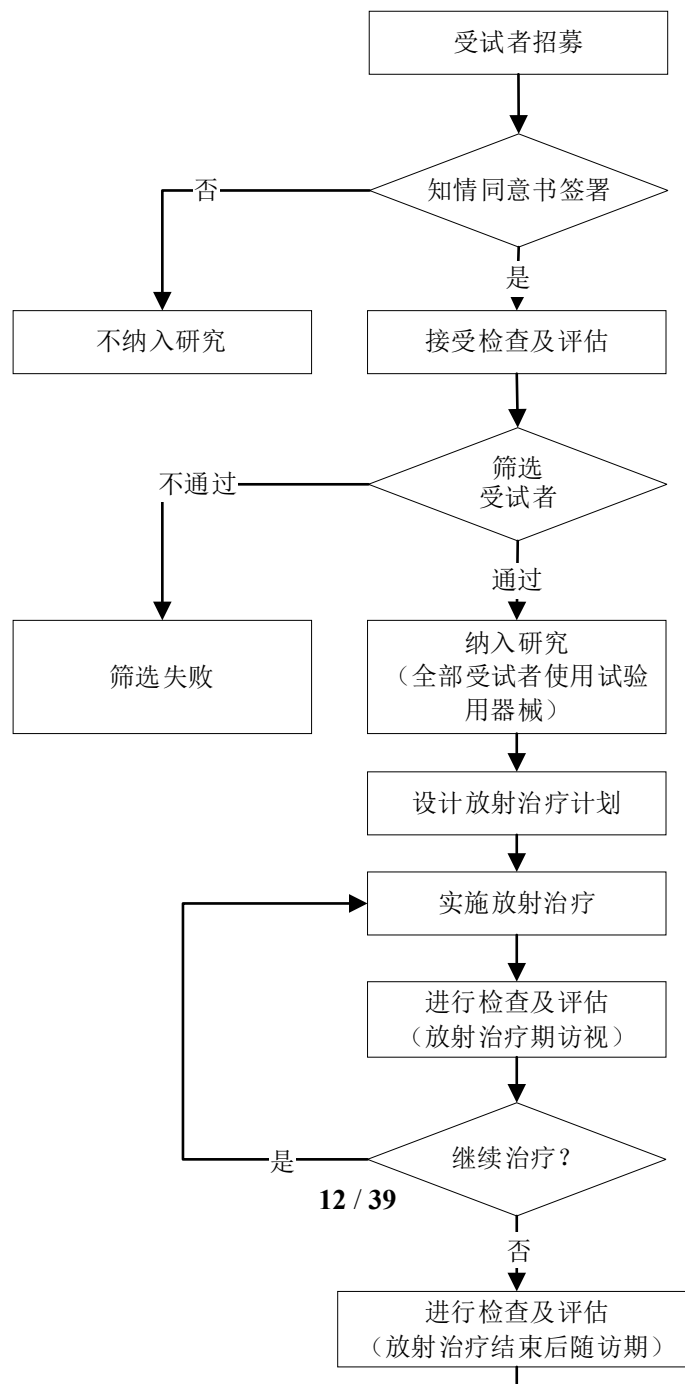 受试者招募
知情同意书签署
否
是
不纳入研究
接受检查及评估
筛选
受试者
不通过
通过
筛选失败
纳入研究
（全部受试者使用试验
用器械）
设计放射治疗计划
实施放射治疗
进行检查及评估
（放射治疗期访视）
继续治疗？
是
12 / 39
否
进行检查及评估
（放射治疗结束后随访期）